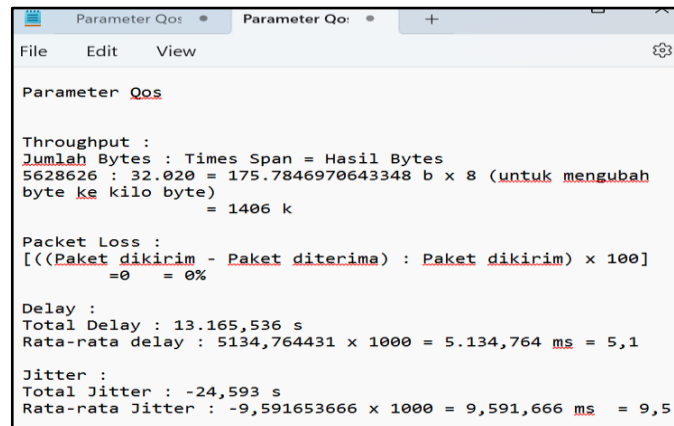 Parameter Qos
Parameter Qo:
File Edit View
Parameter Qos
Throughput :
Jumlah Bytes : Times Span = Hasil Bytes
5628626 : 32.020 = 175.7846970643348 b x 8 (untuk mengubah
byte ke kilo byte)
= 1406 k
Packet Loss :
[((Paket dikirim - Paket diterima) : Paket dikirim) x 100]
=0 = 0%
Delay :
Total Delay : 13.165,536 s
Rata-rata delay : 5134,764431 x 1000 = 5.134,764 ms = 5,1
Jitter :
Total Jitter : -24,593 s
Rata-rata Jitter : -9,591653666 x 1000 = 9,591,666 ms = 9,5